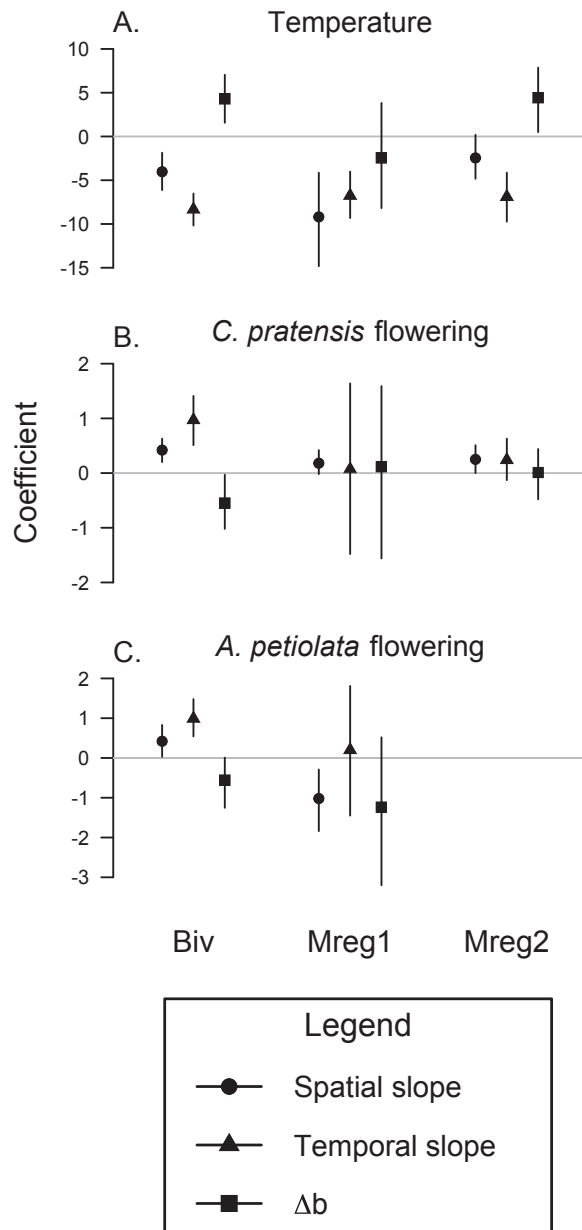 A. Temperature
10
5
0
-5
-10
-15
B. C. pratensis flowering
2
1
0
-1
-2
Coefficient
C. A. petiolata flowering
2
1
0
-1
-2
-3
Biv Mreg1 Mreg2
Legend
Spatial slope
Temporal slope
Δb